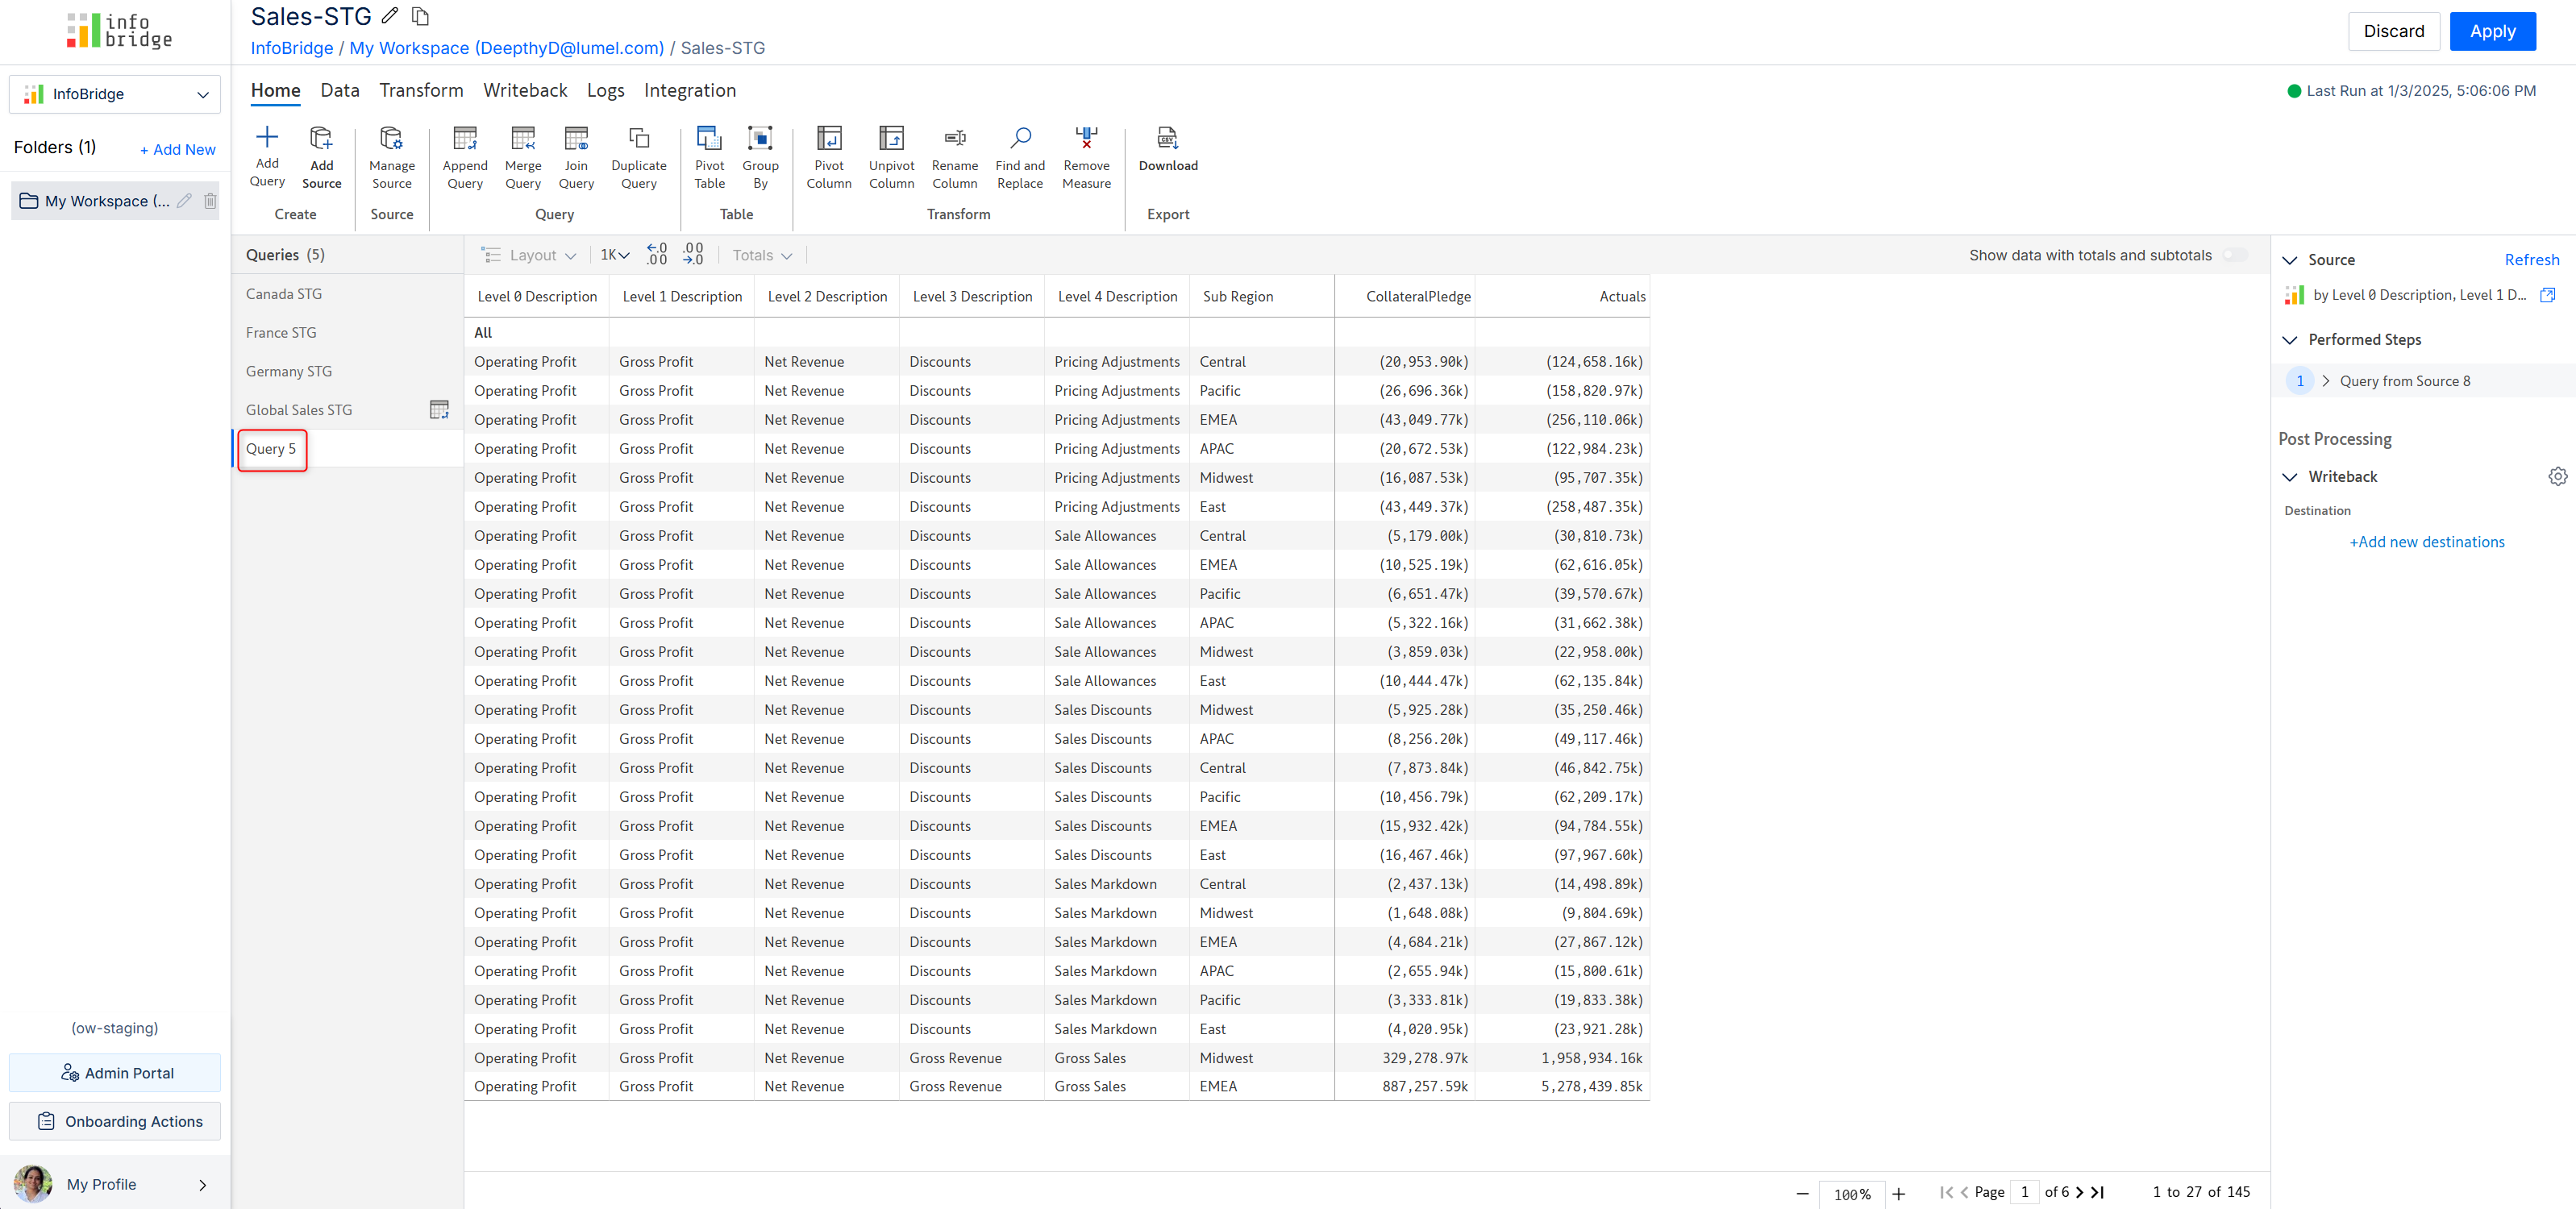 info
bridge
Sales-STG
InfoBridge / My Workspace (DeepthyD@lumel.com) / Sales-STG
Discard
Apply
InfoBridge
Folders (1)
+ Add New
My Workspace (...
Home Data Transform Writeback Logs Integration
Last Run at 1/3/2025, 5:06:06 PM
Add Query
Add Source
Create
Manage Source
Source
Append Query
Merge Query
Join Query
Duplicate Query
Query
Pivot Table
Group By
Table
Pivot Column
Unpivot Column
Rename Column
Find and Replace
Remove Measure
Transform
CSV
Download
Export
Queries (5)
Canada STG
France STG
Germany STG
Global Sales STG
Query 5
Layout
1K
.0
.00
.00
.0
Totals
Show data with totals and subtotals
Level 0 Description Level 1 Description Level 2 Description Level 3 Description Level 4 Description Sub Region CollateralPledge Actuals
All
Operating Profit Gross Profit Net Revenue Discounts Pricing Adjustments Central (20,953.90k) (124,658.16k)
Operating Profit Gross Profit Net Revenue Discounts Pricing Adjustments Pacific (26,696.36k) (158,820.97k)
Operating Profit Gross Profit Net Revenue Discounts Pricing Adjustments EMEA (43,049.77k) (256,110.06k)
Operating Profit Gross Profit Net Revenue Discounts Pricing Adjustments APAC (20,672.53k) (122,984.23k)
Operating Profit Gross Profit Net Revenue Discounts Pricing Adjustments Midwest (16,087.53k) (95,707.35k)
Operating Profit Gross Profit Net Revenue Discounts Pricing Adjustments East (43,449.37k) (258,487.35k)
Operating Profit Gross Profit Net Revenue Discounts Sale Allowances Central (5,179.00k) (30,810.73k)
Operating Profit Gross Profit Net Revenue Discounts Sale Allowances EMEA (10,525.19k) (62,616.05k)
Operating Profit Gross Profit Net Revenue Discounts Sale Allowances Pacific (6,651.47k) (39,570.67k)
Operating Profit Gross Profit Net Revenue Discounts Sale Allowances APAC (5,322.16k) (31,662.38k)
Operating Profit Gross Profit Net Revenue Discounts Sale Allowances Midwest (3,859.03k) (22,958.00k)
Operating Profit Gross Profit Net Revenue Discounts Sale Allowances East (10,444.47k) (62,135.84k)
Operating Profit Gross Profit Net Revenue Discounts Sales Discounts Midwest (5,925.28k) (35,250.46k)
Operating Profit Gross Profit Net Revenue Discounts Sales Discounts APAC (8,256.20k) (49,117.46k)
Operating Profit Gross Profit Net Revenue Discounts Sales Discounts Central (7,873.84k) (46,842.75k)
Operating Profit Gross Profit Net Revenue Discounts Sales Discounts Pacific (10,456.79k) (62,209.17k)
Operating Profit Gross Profit Net Revenue Discounts Sales Discounts EMEA (15,932.42k) (94,784.55k)
Operating Profit Gross Profit Net Revenue Discounts Sales Discounts East (16,467.46k) (97,967.60k)
Operating Profit Gross Profit Net Revenue Discounts Sales Markdown Central (2,437.13k) (14,498.89k)
Operating Profit Gross Profit Net Revenue Discounts Sales Markdown Midwest (1,648.08k) (9,804.69k)
Operating Profit Gross Profit Net Revenue Discounts Sales Markdown EMEA (4,684.21k) (27,867.12k)
Operating Profit Gross Profit Net Revenue Discounts Sales Markdown APAC (2,655.94k) (15,800.61k)
Operating Profit Gross Profit Net Revenue Discounts Sales Markdown Pacific (3,333.81k) (19,833.38k)
Operating Profit Gross Profit Net Revenue Discounts Sales Markdown East (4,020.95k) (23,921.28k)
Operating Profit Gross Profit Net Revenue Gross Revenue Gross Sales Midwest 329,278.97k 1,958,934.16k
Operating Profit Gross Profit Net Revenue Gross Revenue Gross Sales EMEA 887,257.59k 5,278,439.85k
Source
Refresh
by Level 0 Description, Level 1 D...
Performed Steps
1 Query from Source 8
Post Processing
Writeback
Destination
+Add new destinations
(ow-staging)
Admin Portal
Onboarding Actions
My Profile
100%
Page 1 of 6
1 to 27 of 145